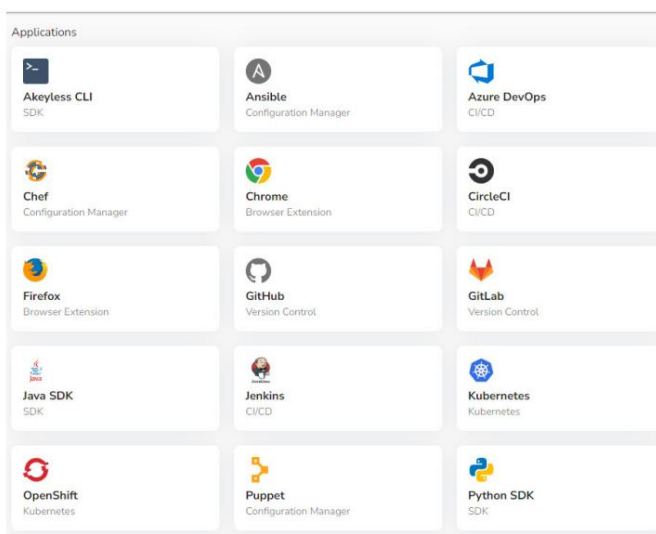 Applications
>_
Akeyless CLI
SDK
Ansible
Configuration Manager
Azure DevOps
CI/CD
Chef
Configuration Manager
Chrome
Browser Extension
CircleCI
CI/CD
Firefox
Browser Extension
GitHub
Version Control
GitLab
Version Control
Java
Java SDK
SDK
Jenkins
Jenkins
CI/CD
Kubernetes
Kubernetes
OpenShift
Kubernetes
Puppet
Configuration Manager
Python SDK
SDK